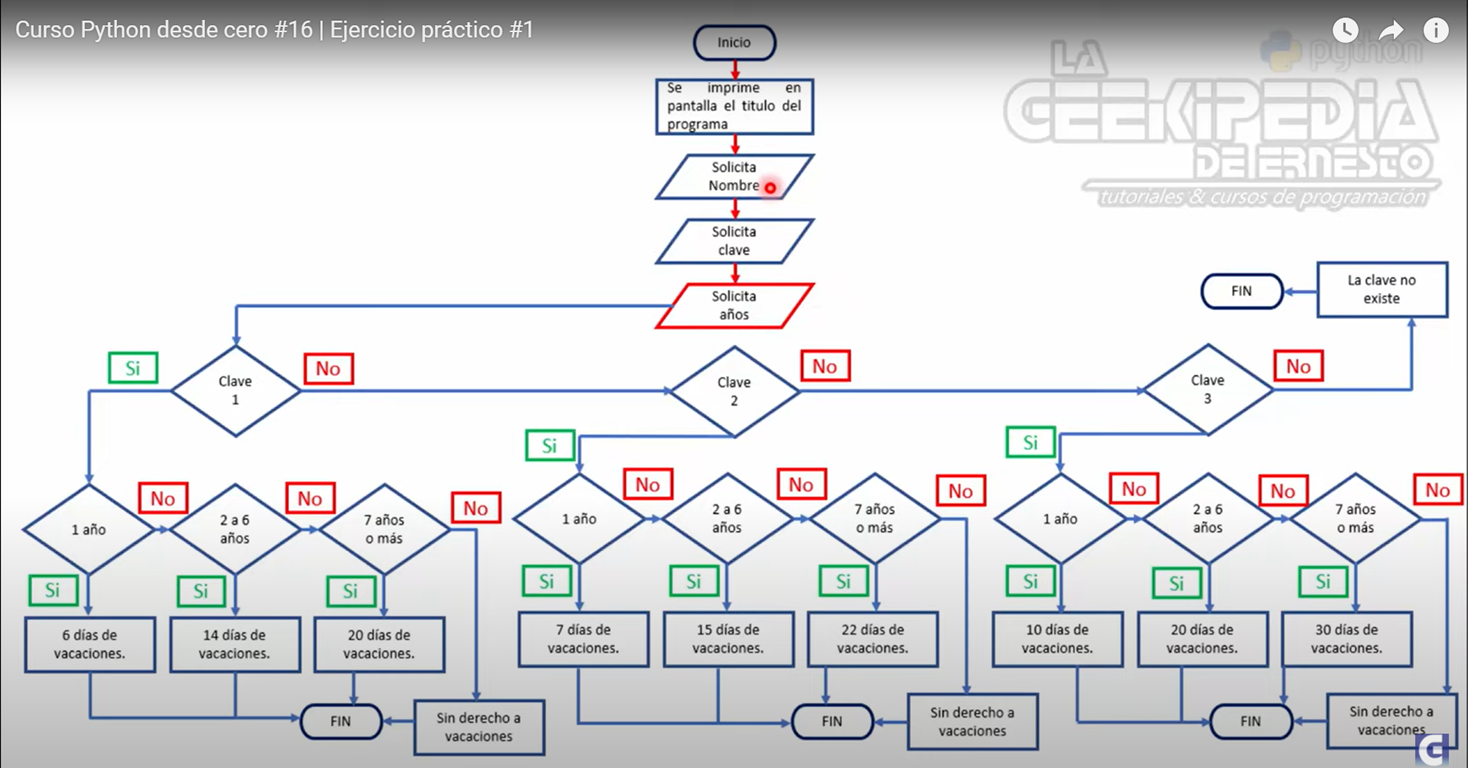 Curso Python desde cero #16 | Ejercicio práctico #1
python
LA
GEEKIPEDIA
DE ERNESTO
tutoriales & cursos de programación
Inicio
Se imprime en
pantalla el titulo del
programa
Solicita
Nombre
Solicita
clave
Solicita
años
La clave no
existe
FIN
Si
Clave
1
No
Clave
2
No
Clave
3
No
Si
Si
1 año
No
2 a 6
años
No
7 años
o más
No
1 año
No
2 a 6
años
No
7 años
o más
No
1 año
No
2 a 6
años
No
7 años
o más
No
Si
Si
Si
Si
Si
Si
Si
Si
Si
6 días de
vacaciones.
14 días de
vacaciones.
20 días de
vacaciones.
7 días de
vacaciones.
15 días de
vacaciones.
22 días de
vacaciones.
10 días de
vacaciones.
20 días de
vacaciones.
30 días de
vacaciones.
FIN
Sin derecho a
vacaciones
FIN
Sin derecho a
vacaciones
FIN
Sin derecho a
vacaciones
G